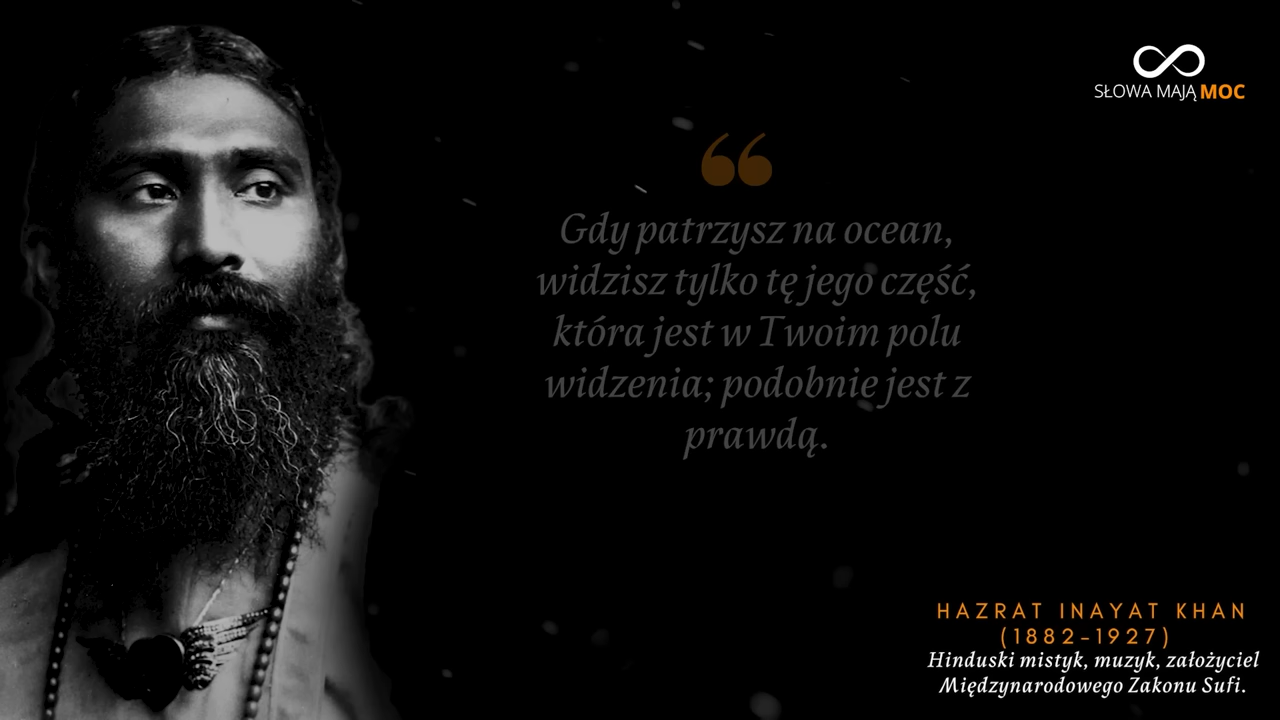 SŁOWA MAJĄ MOC
Gdy patrzysz na ocean,
widzisz tylko tę jego część,
która jest w Twoim polu
widzenia; podobnie jest z
prawdą.
HAZRAT INAYAT KHAN
(1882-1927)
Hinduski mistyk, muzyk, założyciel
Międzynarodowego Zakonu Sufi.